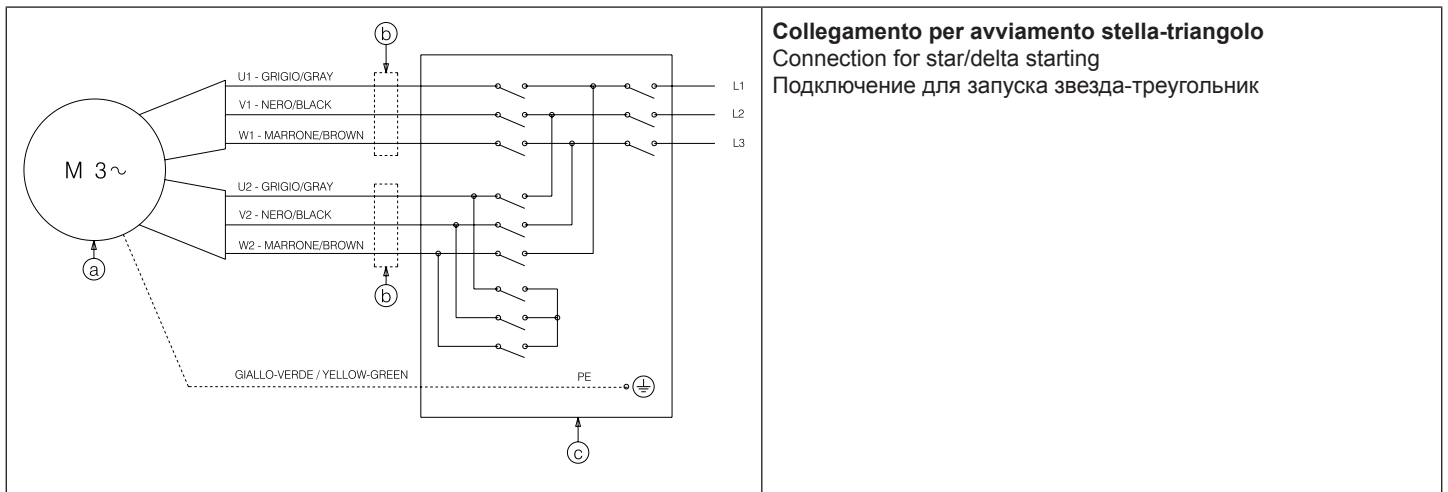 b
U1 - GRIGIO/GRAY
V1 - NERO/BLACK
W1 - MARRONE/BROWN
L1
L2
L3
M 3~
U2 - GRIGIO/GRAY
V2 - NERO/BLACK
W2 - MARRONE/BROWN
a
b
GIALLO-VERDE / YELLOW-GREEN
PE
c
Collegamento per avviamento stella-triangolo
Connection for star/delta starting
Подключение для запуска звезда-треугольник